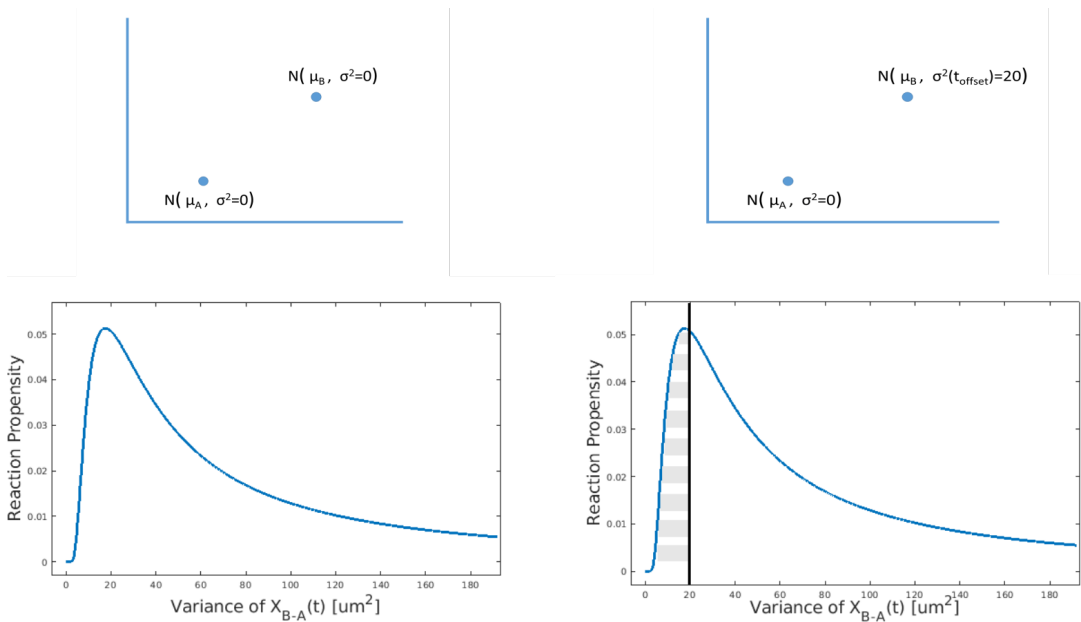 N( μB, σ²=0)
N( μA, σ²=0)
N( μB, σ²(toffset)=20)
N( μA, σ²=0)
Reaction Propensity
0.05
0.04
0.03
0.02
0.01
0
0 20 40 60 80 100 120 140 160 180
Variance of XB-A(t) [um²]
Reaction Propensity
0.05
0.04
0.03
0.02
0.01
0
0 20 40 60 80 100 120 140 160 180
Variance of XB-A(t) [um²]